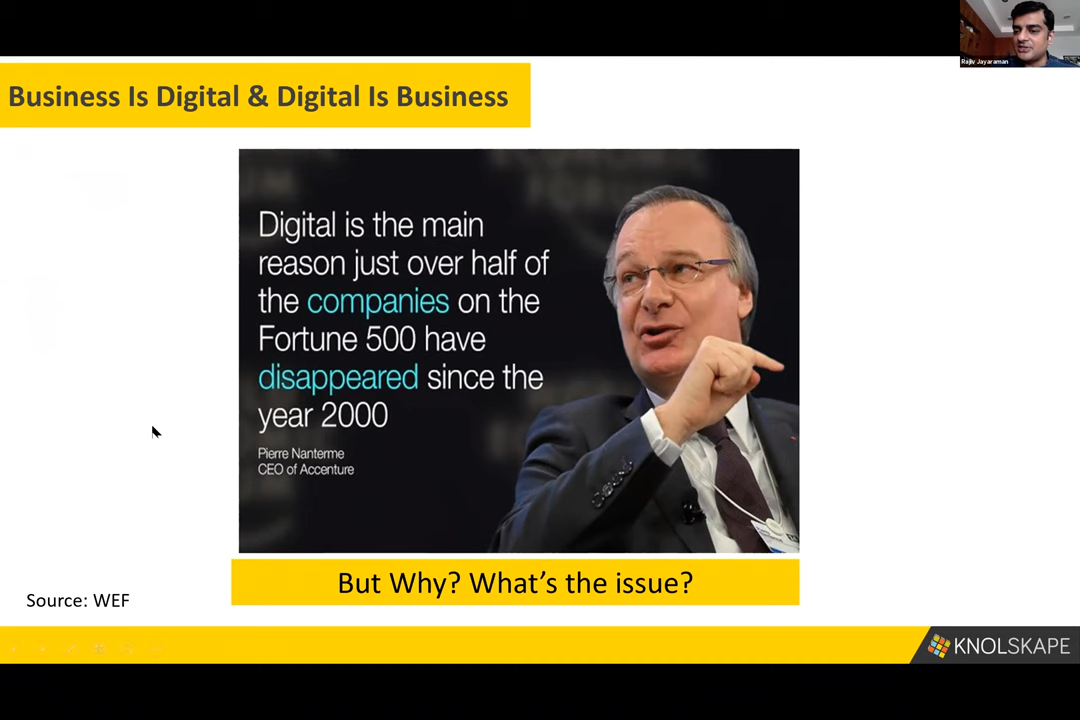 Rajiv Jayaraman
Business Is Digital & Digital Is Business
Digital is the main
reason just over half of
the companies on the
Fortune 500 have
disappeared since the
year 2000
Pierre Nanterme
CEO of Accenture
But Why? What's the issue?
Source: WEF
KNOLSKAPE